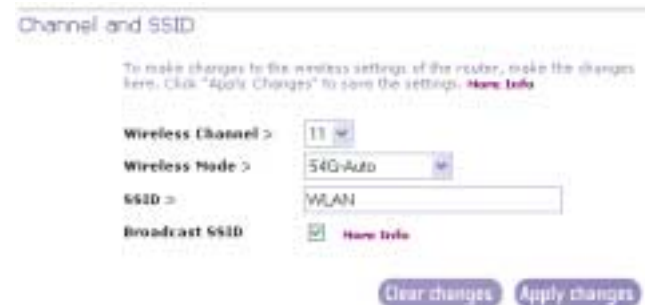 Channel and SSID
To make changes to the wireless settings of the router, make the changes
here. Click "Apply Changes" to save the settings. More Info
Wireless Channel > 11
Wireless Mode > 54G-Auto
SSID > WLAN
Broadcast SSID More Info
Clear changes Apply changes